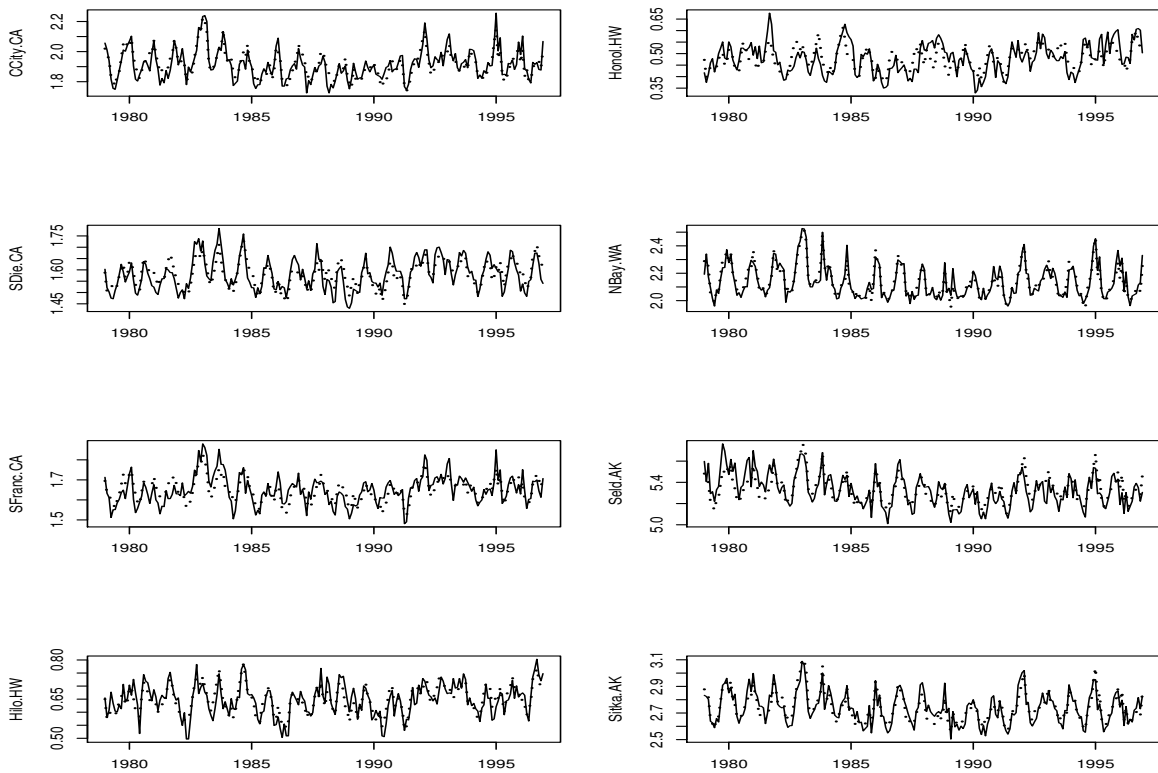 CCity.CA
1.8 2.0 2.2
1980 1985 1990 1995
Honol.HW
0.35 0.50 0.65
1980 1985 1990 1995
SDie.CA
1.45 1.60 1.75
1980 1985 1990 1995
NBay.WA
2.0 2.2 2.4
1980 1985 1990 1995
SFranc.CA
1.5 1.7
1980 1985 1990 1995
Seld.AK
5.0 5.4
1980 1985 1990 1995
Hilo.HW
0.50 0.65 0.80
1980 1985 1990 1995
Sitka.AK
2.5 2.7 2.9 3.1
1980 1985 1990 1995